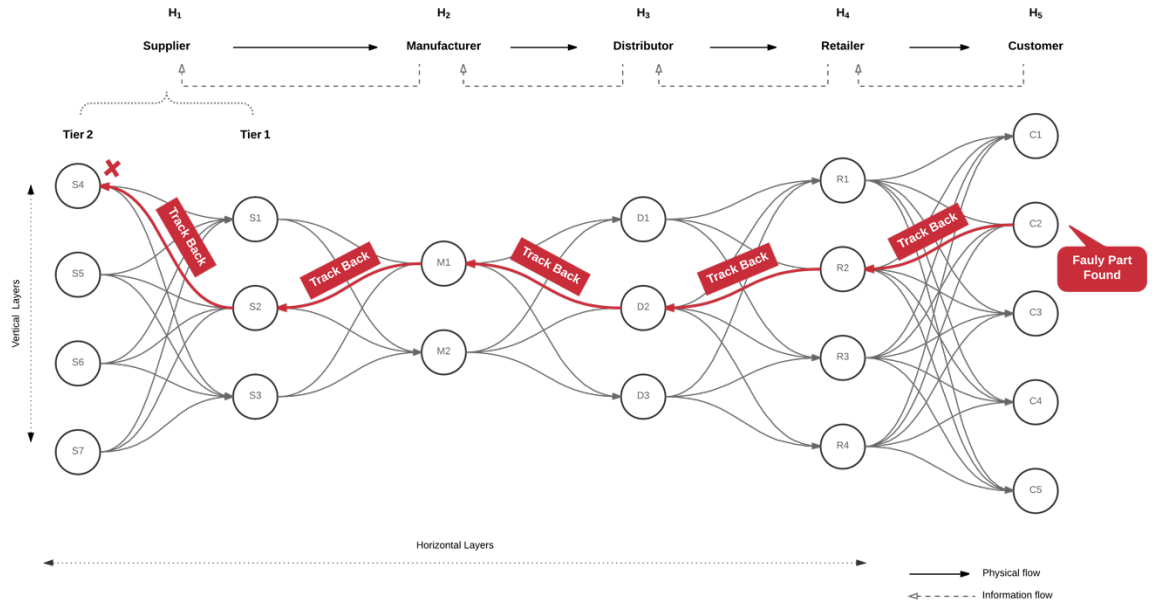 H1 H2 H3 H4 H5
Supplier Manufacturer Distributor Retailer Customer
Tier 2 Tier 1
C1
S4
R1
Track Back
S1
D1
C2
Track Back
Fauly Part
Found
Vertical Layers
S5
Track Back
M1
Track Back
Track Back
R2
S2
D2
C3
S6
M2
R3
S3
D3
C4
S7
R4
C5
Horizontal Layers
Physical flow
Information flow